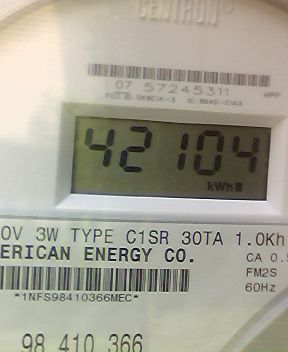 CENTRON
07 57245311
42104
kWh
0V 3W TYPE C1SR 30TA 1.0Kh
ERICAN ENERGY CO.
CA 0.5
FM2S
*1NFS98410366MEC*
60Hz
98 410 366